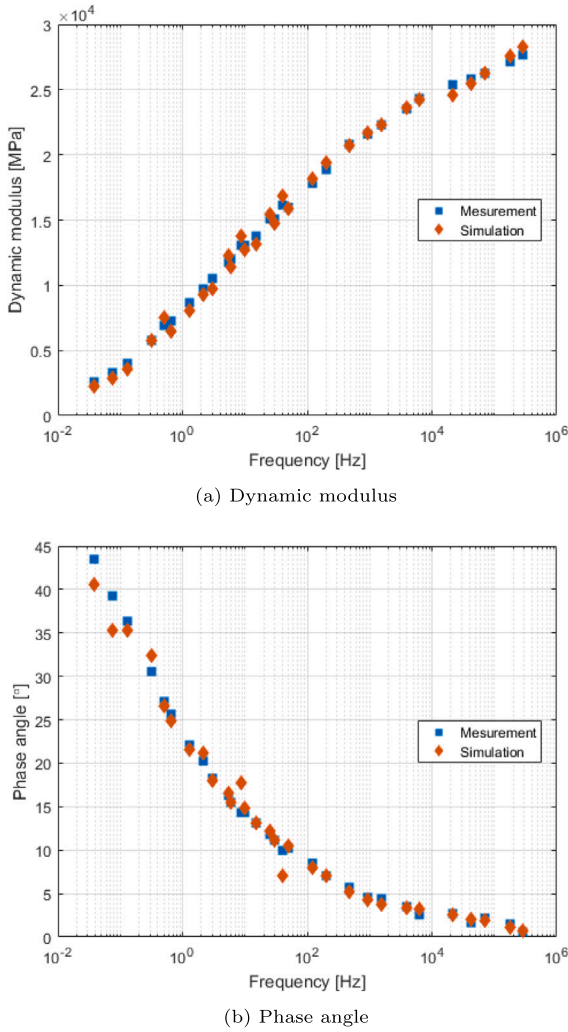 3 ×10⁴
2.5
2
1.5
1
0.5
0
Dynamic modulus [MPa]
Mesurement
Simulation
10⁻² 10⁰ 10² 10⁴ 10⁶
Frequency [Hz]
(a) Dynamic modulus
45
40
35
30
25
20
15
10
5
0
Phase angle [°]
Mesurement
Simulation
10⁻² 10⁰ 10² 10⁴ 10⁶
Frequency [Hz]
(b) Phase angle